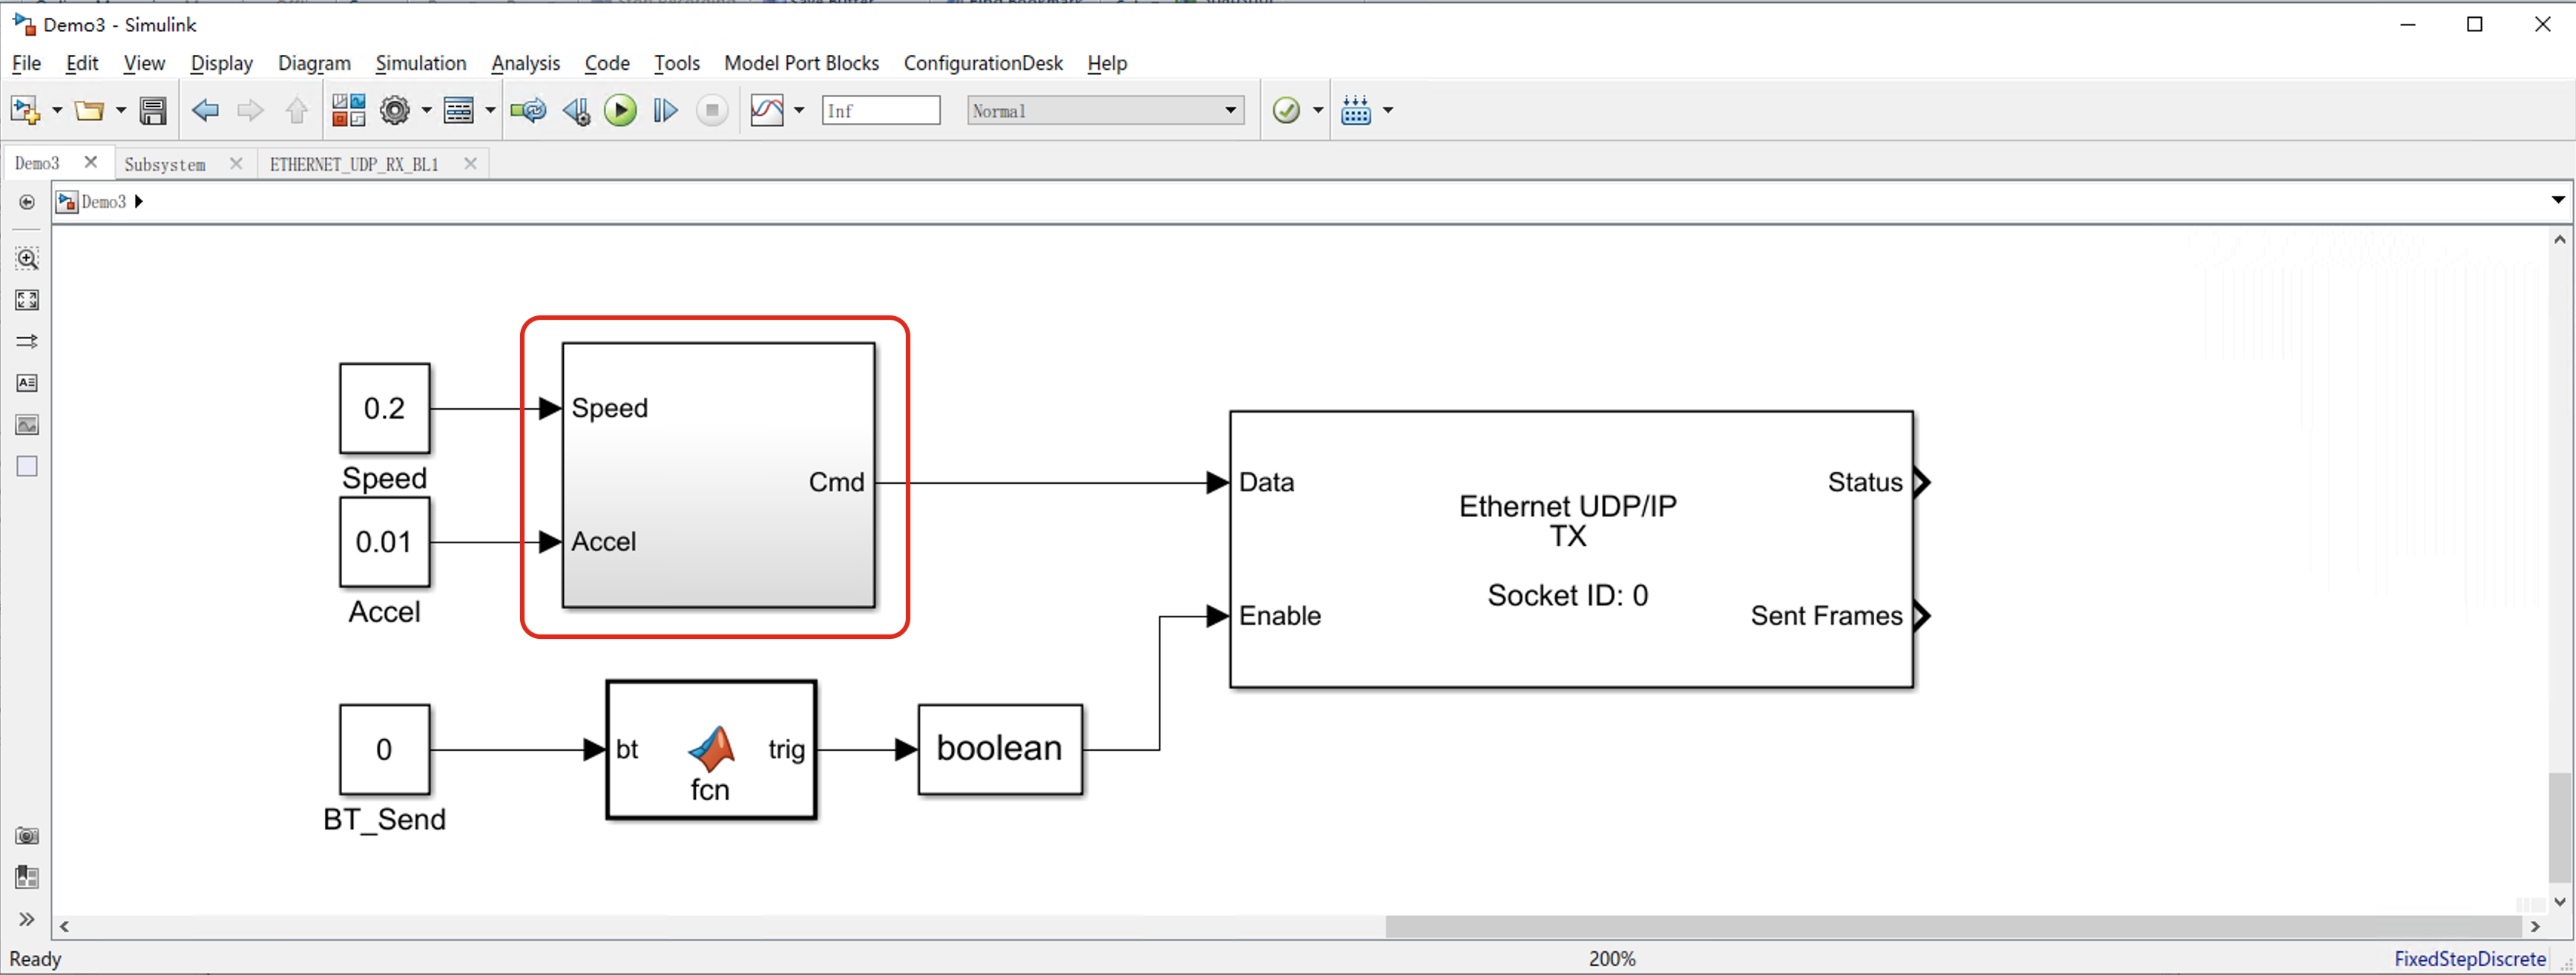 Demo3 - Simulink
File Edit View Display Diagram Simulation Analysis Code Tools Model Port Blocks ConfigurationDesk Help
Inf Normal
Demo3 Subsystem ETHERNET_UDP_RX_BL1
Demo3
0.2
Speed
Speed
0.01
Accel
Accel
Cmd
Data
Enable
Ethernet UDP/IP
TX
Socket ID: 0
Status
Sent Frames
0
BT_Send
bt
fcn
trig
boolean
Ready 200% FixedStepDiscrete